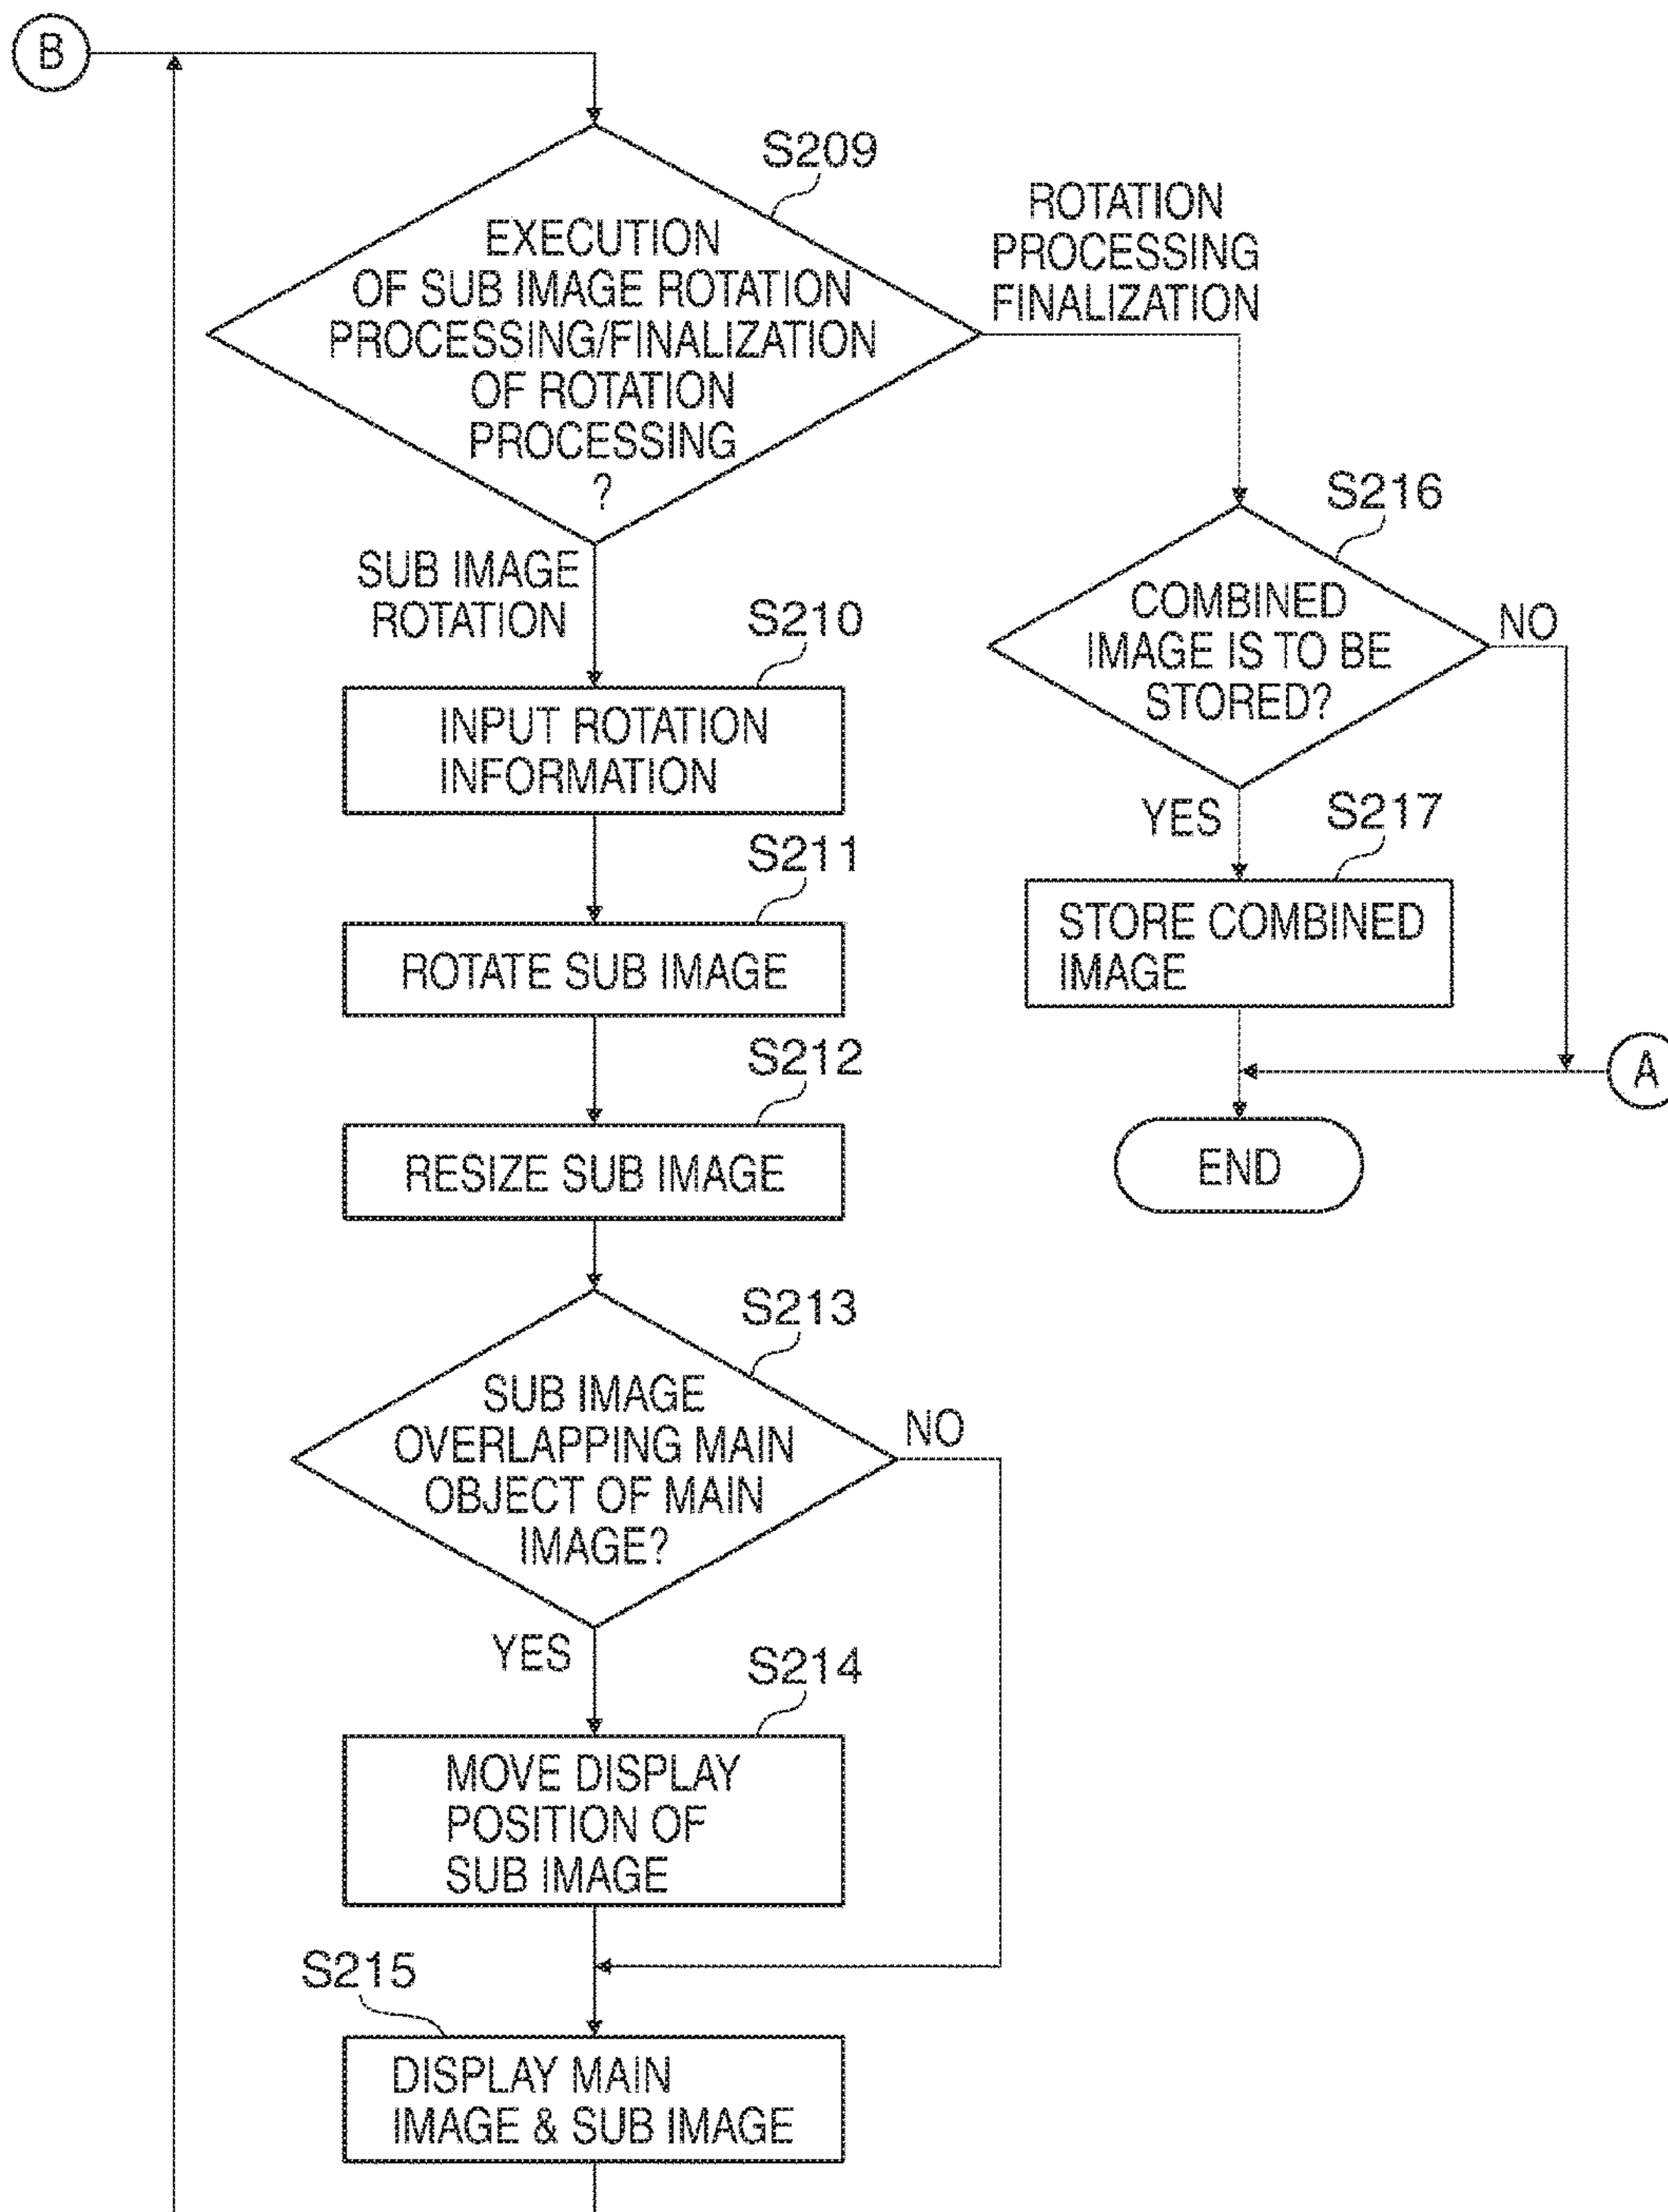 B
S209
EXECUTION
OF SUB IMAGE ROTATION
PROCESSING/FINALIZATION
OF ROTATION
PROCESSING
?
ROTATION
PROCESSING
FINALIZATION
SUB IMAGE
ROTATION
S210
INPUT ROTATION
INFORMATION
S211
ROTATE SUB IMAGE
S212
RESIZE SUB IMAGE
S213
SUB IMAGE
OVERLAPPING MAIN
OBJECT OF MAIN
IMAGE?
NO
YES
S214
MOVE DISPLAY
POSITION OF
SUB IMAGE
S215
DISPLAY MAIN
IMAGE & SUB IMAGE
S216
COMBINED
IMAGE IS TO BE
STORED?
NO
YES
S217
STORE COMBINED
IMAGE
A
END